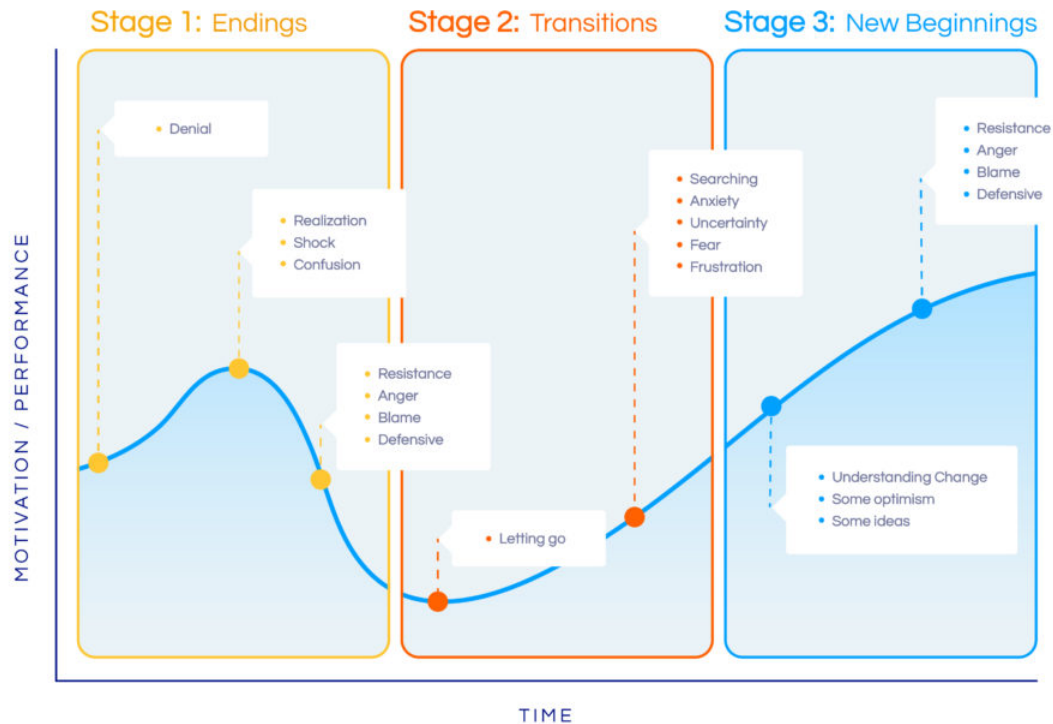 Stage 1: Endings
Stage 2: Transitions
Stage 3: New Beginnings
Denial
Realization
Shock
Confusion
Resistance
Anger
Blame
Defensive
Letting go
Searching
Anxiety
Uncertainty
Fear
Frustration
Understanding Change
Some optimism
Some ideas
Resistance
Anger
Blame
Defensive
MOTIVATION / PERFORMANCE
TIME